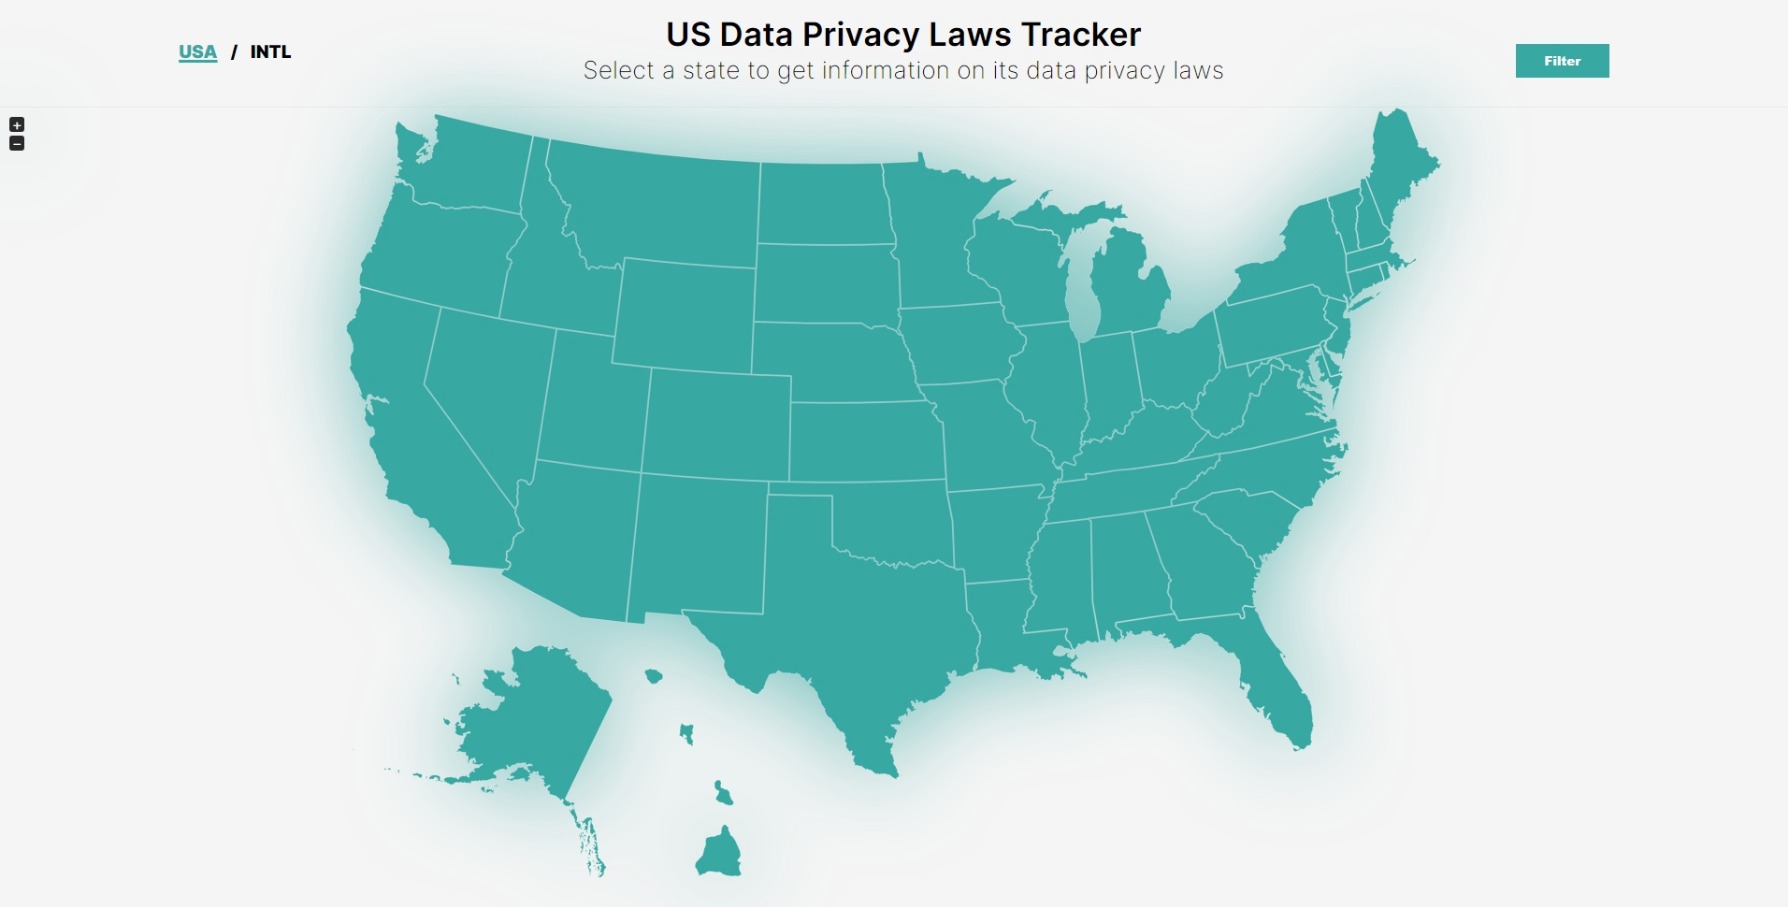 US Data Privacy Laws Tracker
USA / INTL
Select a state to get information on its data privacy laws
Filter
+
−